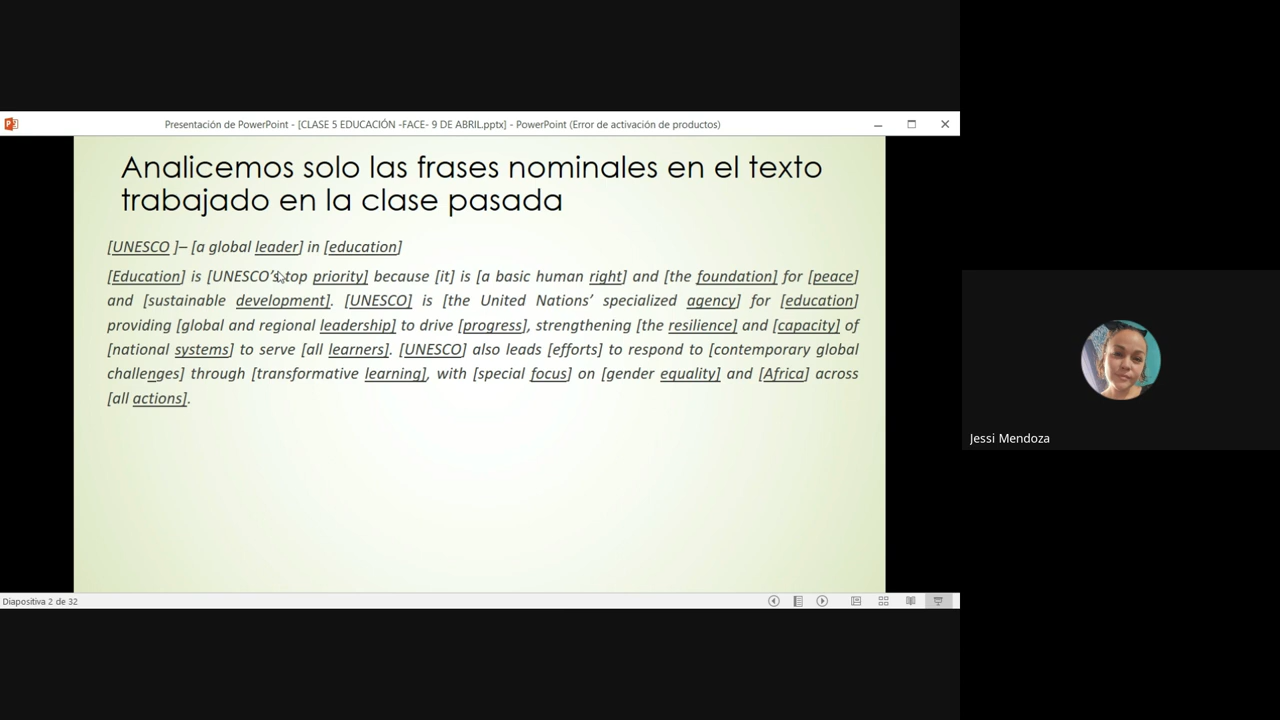 Presentación de PowerPoint - [CLASE 5 EDUCACIÓN -FACE- 9 DE ABRIL.pptx] - PowerPoint (Error de activación de productos)
Analicemos solo las frases nominales en el texto
trabajado en la clase pasada
[UNESCO ]– [a global leader] in [education]
[Education] is [UNESCO’s top priority] because [it] is [a basic human right] and [the foundation] for [peace]
and [sustainable development]. [UNESCO] is [the United Nations’ specialized agency] for [education]
providing [global and regional leadership] to drive [progress], strengthening [the resilience] and [capacity] of
[national systems] to serve [all learners]. [UNESCO] also leads [efforts] to respond to [contemporary global
challenges] through [transformative learning], with [special focus] on [gender equality] and [Africa] across
[all actions].
Jessi Mendoza
Diapositiva 2 de 32